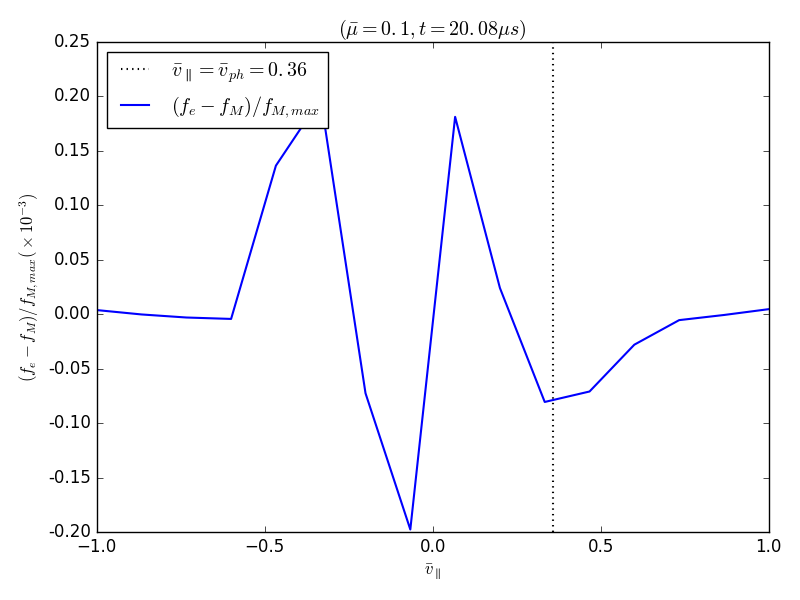 (μ̄ = 0.1, t = 20.08μs)
v̄∥ = v̄ph = 0.36
(fe − fM)/fM,max
(fe − fM)/fM,max(×10⁻³)
0.25
0.20
0.15
0.10
0.05
0.00
-0.05
-0.10
-0.15
-0.20
−1.0 −0.5 0.0 0.5 1.0
v̄∥